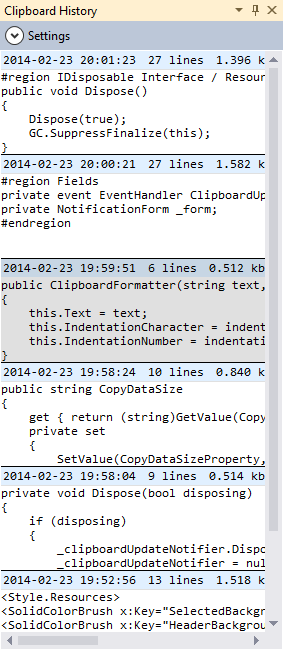 Clipboard History
Settings
2014-02-23 20:01:23 27 lines 1.396 k
#region IDisposable Interface / Resour
public void Dispose()
{
    Dispose(true);
    GC.SuppressFinalize(this);
}
2014-02-23 20:00:21 27 lines 1.582 k
#region Fields
private event EventHandler ClipboardUp
private NotificationForm _form;
#endregion
2014-02-23 19:59:51 6 lines 0.512 kb
public ClipboardFormatter(string text,
{
    this.Text = text;
    this.IndentationCharacter = indent
    this.IndentationNumber = indentati
}
2014-02-23 19:58:24 10 lines 0.840 k
public string CopyDataSize
{
    get { return (string)GetValue(Copy
    private set
    {
        SetValue(CopyDataSizeProperty,
2014-02-23 19:58:04 9 lines 0.514 kb
private void Dispose(bool disposing)
{
    if (disposing)
    {
        _clipboardUpdateNotifier.Dispo
        _clipboardUpdateNotifier = nul
2014-02-23 19:52:56 13 lines 1.518 k
<Style.Resources>
<SolidColorBrush x:Key="SelectedBackgr
<SolidColorBrush x:Key="HeaderBackgrou